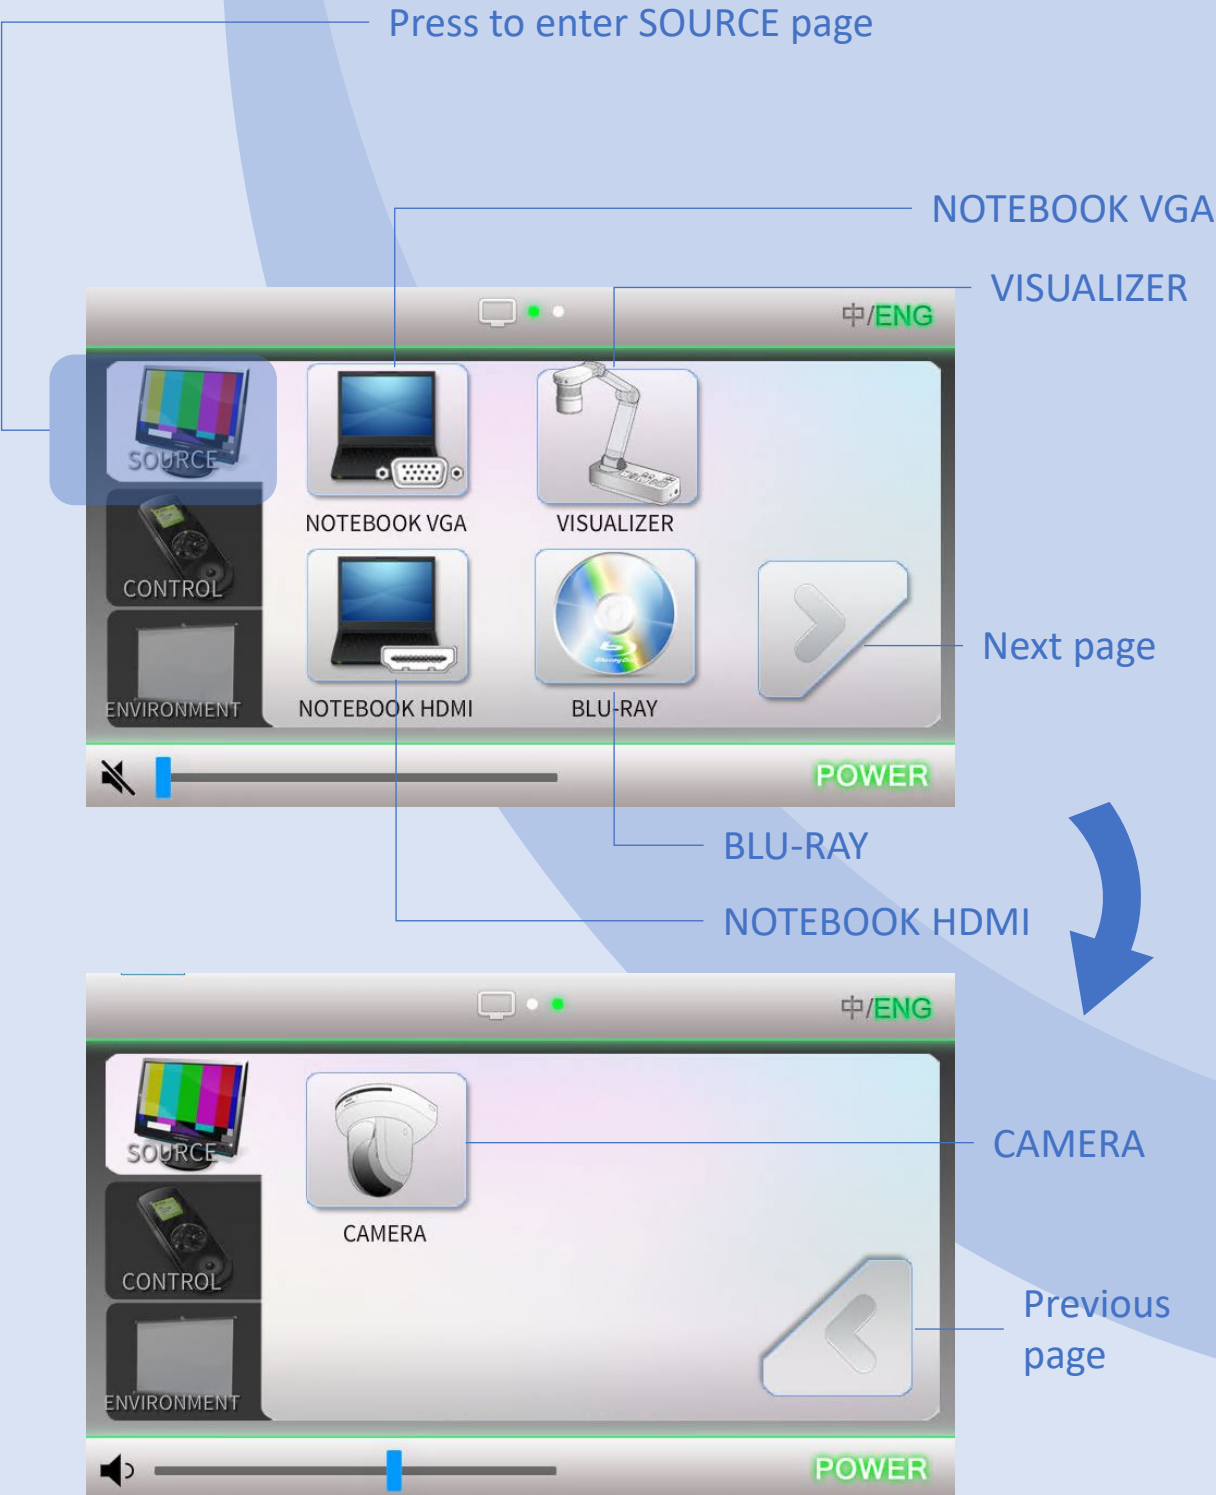 Press to enter SOURCE page
NOTEBOOK VGA
VISUALIZER
中/ENG
SOURCE
NOTEBOOK VGA
VISUALIZER
CONTROL
Next page
ENVIRONMENT
NOTEBOOK HDMI
BLU-RAY
POWER
BLU-RAY
NOTEBOOK HDMI
中/ENG
SOURCE
CAMERA
CAMERA
CONTROL
Previous
page
ENVIRONMENT
POWER